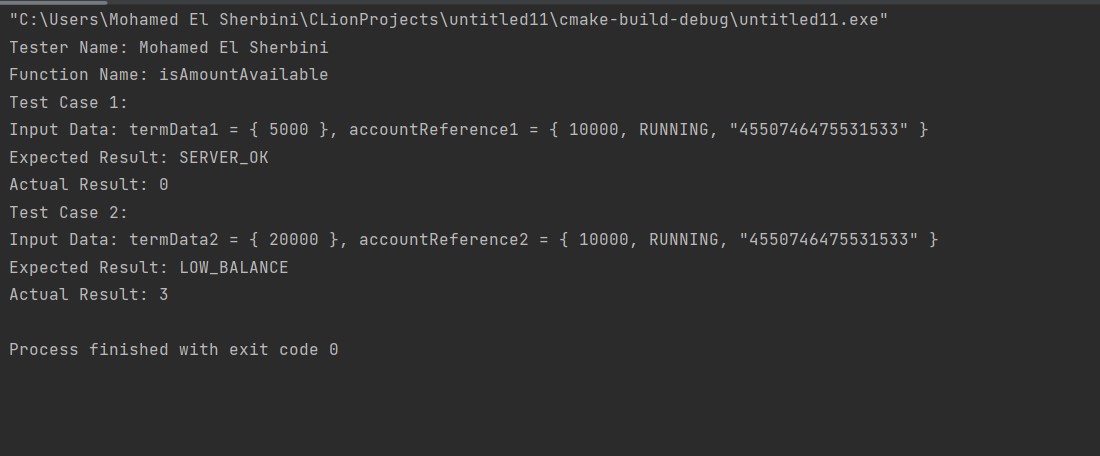 "C:\Users\Mohamed El Sherbini\CLionProjects\untitled11\cmake-build-debug\untitled11.exe"
Tester Name: Mohamed El Sherbini
Function Name: isAmountAvailable
Test Case 1:
Input Data: termData1 = { 5000 }, accountReference1 = { 10000, RUNNING, "4550746475531533" }
Expected Result: SERVER_OK
Actual Result: 0
Test Case 2:
Input Data: termData2 = { 20000 }, accountReference2 = { 10000, RUNNING, "4550746475531533" }
Expected Result: LOW_BALANCE
Actual Result: 3
Process finished with exit code 0